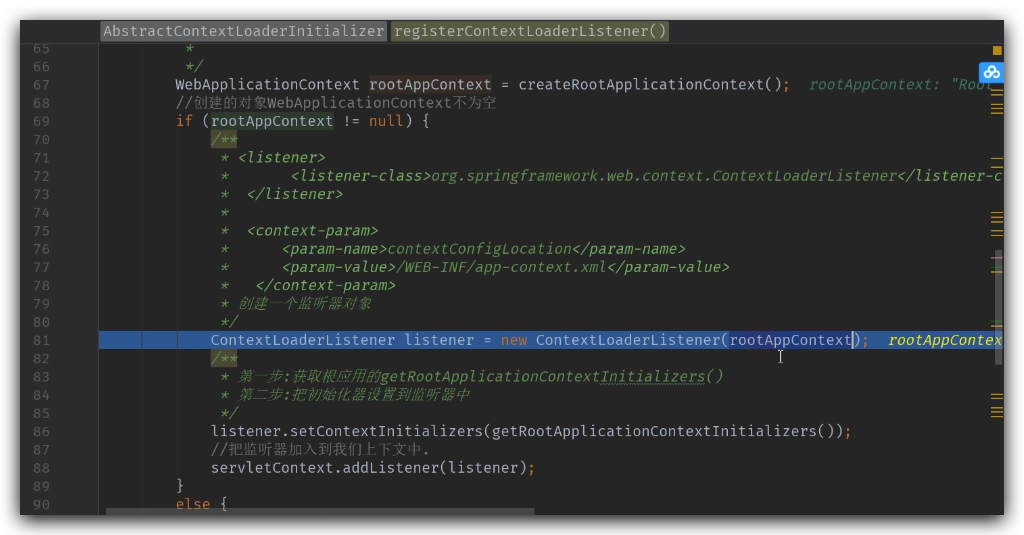 AbstractContextLoaderInitializer registerContextLoaderListener()
65 *
66 */
67 WebApplicationContext rootAppContext = createRootApplicationContext(); rootAppContext: "Root
68 //创建的对象WebApplicationContext不为空
69 if (rootAppContext != null) {
70 /**
71 * <listener>
72 * <listener-class>org.springframework.web.context.ContextLoaderListener</listener-c
73 * </listener>
74 *
75 * <context-param>
76 * <param-name>contextConfigLocation</param-name>
77 * <param-value>/WEB-INF/app-context.xml</param-value>
78 * </context-param>
79 * 创建一个监听器对象
80 */
81 ContextLoaderListener listener = new ContextLoaderListener(rootAppContext); rootAppContex
82 /**
83 * 第一步:获取根应用的getRootApplicationContextInitializers()
84 * 第二步:把初始化器设置到监听器中
85 */
86 listener.setContextInitializers(getRootApplicationContextInitializers());
87 //把监听器加入到我们上下文中.
88 servletContext.addListener(listener);
89 }
90 else {